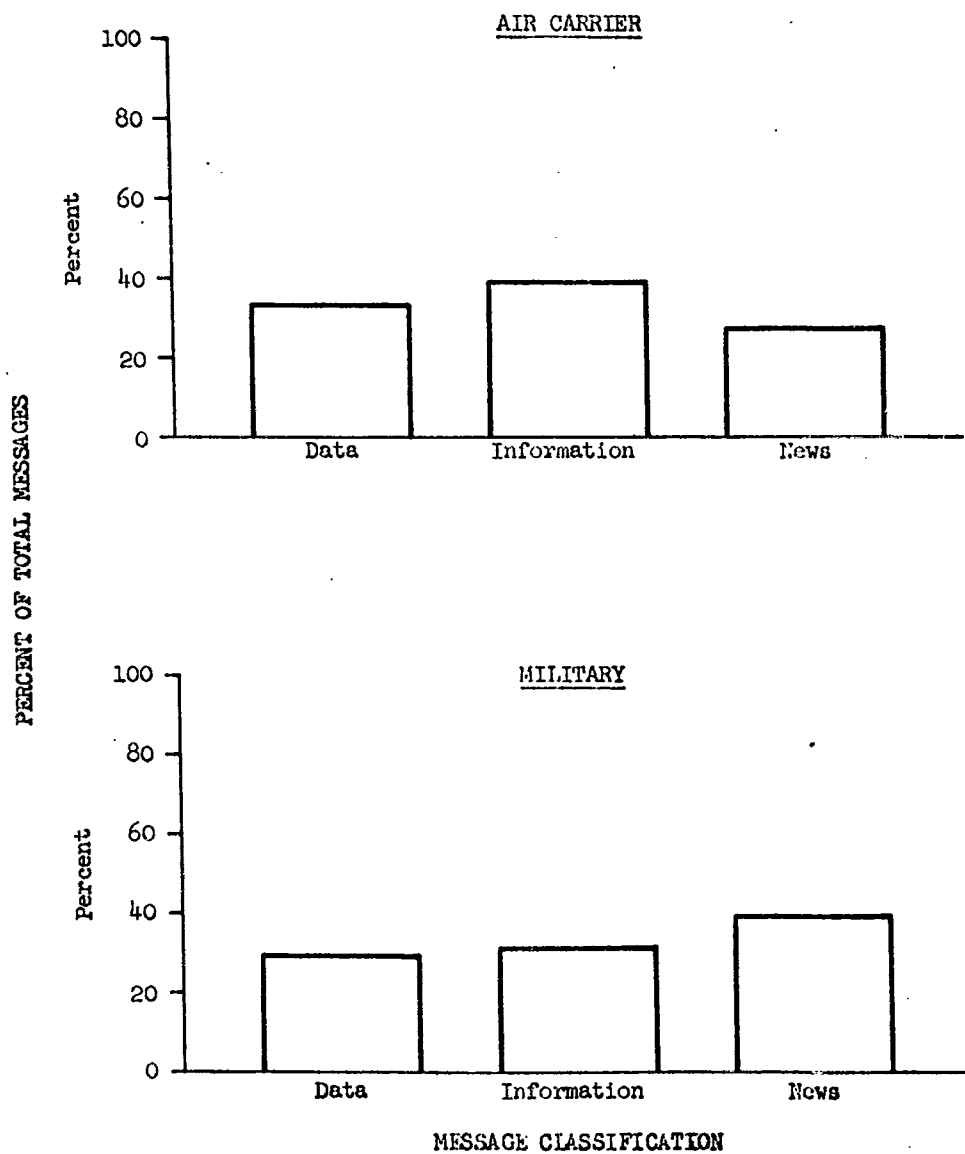 AIR CARRIER
100
80
60
40
20
0
Percent
Data Information News
PERCENT OF TOTAL MESSAGES
MILITARY
100
80
60
40
20
0
Percent
Data Information News
MESSAGE CLASSIFICATION